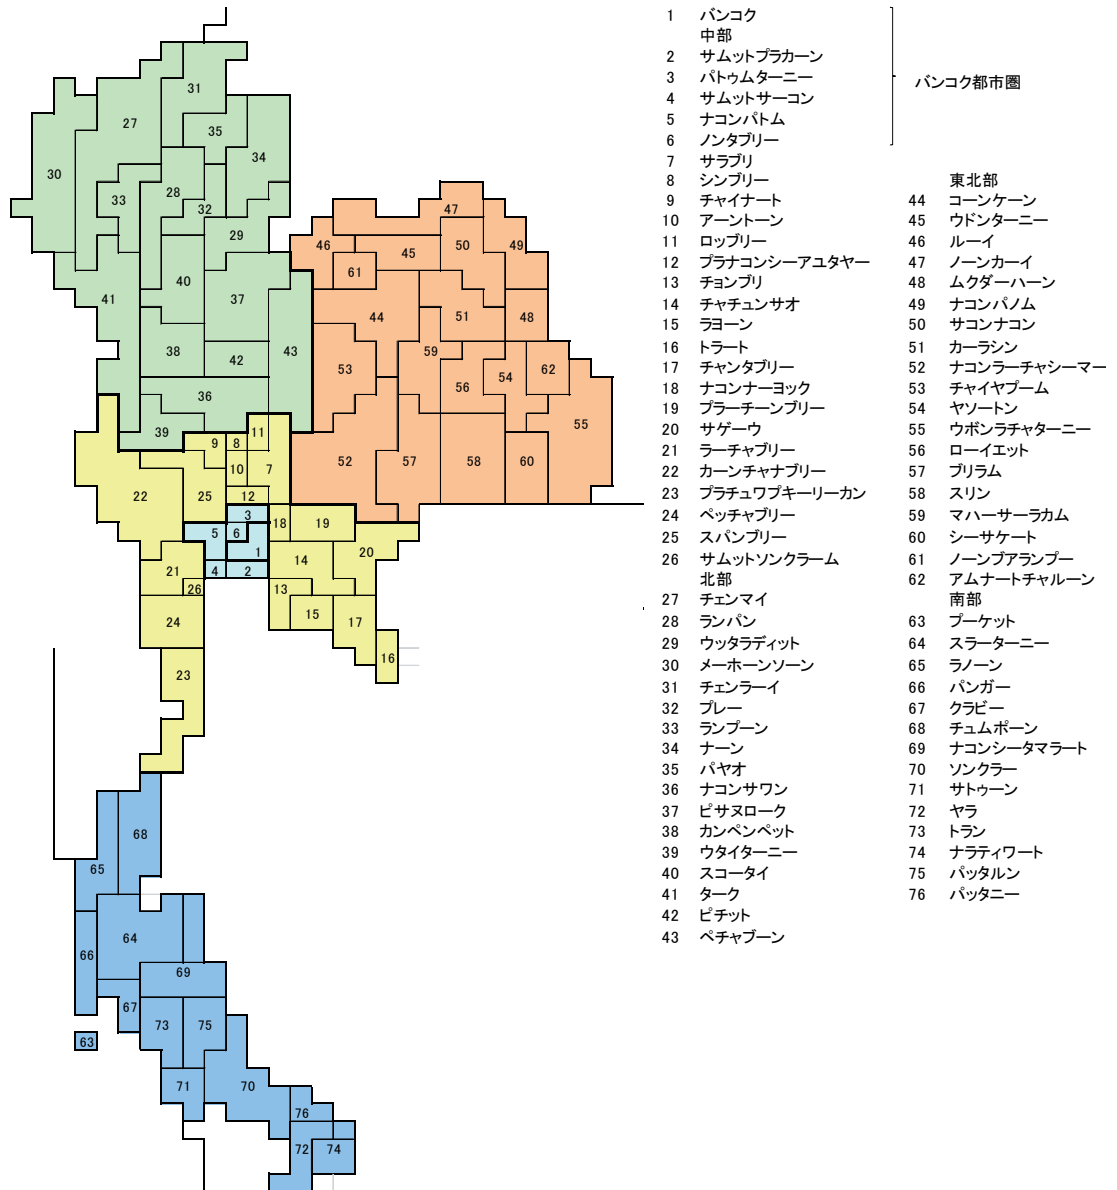 1 バンコク
中部
2 サムットプラカーン
3 パトゥムターニー
4 サムットサーコン
5 ナコンパトム
6 ノンタブリー
バンコク都市圏
7 サラブリ
8 シンブリー
9 チャイナート
10 アーントーン
11 ロッブリー
12 プラナコンシーアユタヤー
13 チョンブリ
14 チャチュンサオ
15 ラヨーン
16 トラート
17 チャンタブリー
18 ナコンナーヨック
19 プラーチーンブリー
20 サゲーウ
21 ラーチャブリー
22 カーンチャナブリー
23 プラチュワプキーリーカン
24 ペッチャブリー
25 スパンブリー
26 サムットソンクラーム
北部
27 チェンマイ
28 ランパン
29 ウッタラディット
30 メーホーンソーン
31 チェンラーイ
32 プレー
33 ランプーン
34 ナーン
35 パヤオ
36 ナコンサワン
37 ピサヌローク
38 カンペンペット
39 ウタイターニー
40 スコータイ
41 ターク
42 ピチット
43 ペチャブーン
東北部
44 コーンケーン
45 ウドンターニー
46 ルーイ
47 ノーンカーイ
48 ムクダーハーン
49 ナコンパノム
50 サコンナコン
51 カーラシン
52 ナコンラーチャシーマー
53 チャイヤプーム
54 ヤソートン
55 ウボンラチャターニー
56 ローイエット
57 ブリラム
58 スリン
59 マハーサーラカム
60 シーサケート
61 ノーンブアランプー
62 アムナートチャルーン
南部
63 プーケット
64 スラーターニー
65 ラノーン
66 パンガー
67 クラビー
68 チュムポーン
69 ナコンシータマラート
70 ソンクラー
71 サトゥーン
72 ヤラ
73 トラン
74 ナラティワート
75 パッタルン
76 パッタニー
31
27
35
34
30
33
28
32
29
47
46
45
50
49
61
40
41
37
44
51
48
38
42
43
53
59
56
54
62
36
55
39
11
9
8
10
7
52
57
58
60
22
25
12
3
18
19
5
6
1
20
4
2
14
21
26
13
15
17
24
16
23
68
65
64
66
69
67
73
75
63
71
70
76
72
74